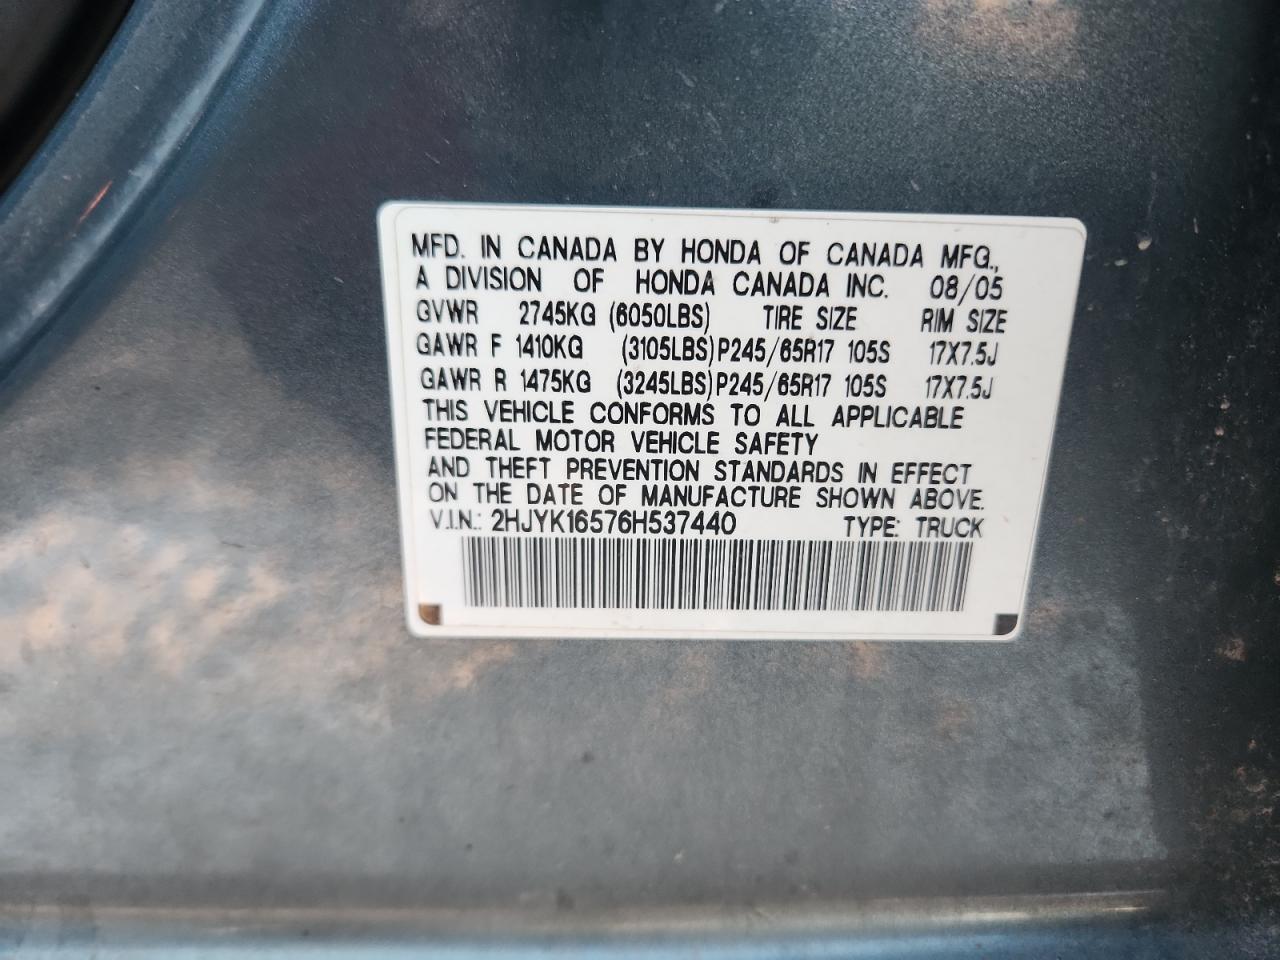 MFD. IN CANADA BY HONDA OF CANADA MFG.,
A DIVISION OF HONDA CANADA INC. 08/05
GVWR 2745KG (6050LBS) TIRE SIZE RIM SIZE
GAWR F 1410KG (3105LBS) P245/65R17 105S 17X7.5J
GAWR R 1475KG (3245LBS) P245/65R17 105S 17X7.5J
THIS VEHICLE CONFORMS TO ALL APPLICABLE
FEDERAL MOTOR VEHICLE SAFETY
AND THEFT PREVENTION STANDARDS IN EFFECT
ON THE DATE OF MANUFACTURE SHOWN ABOVE.
V.I.N.: 2HJYK16576H537440 TYPE: TRUCK